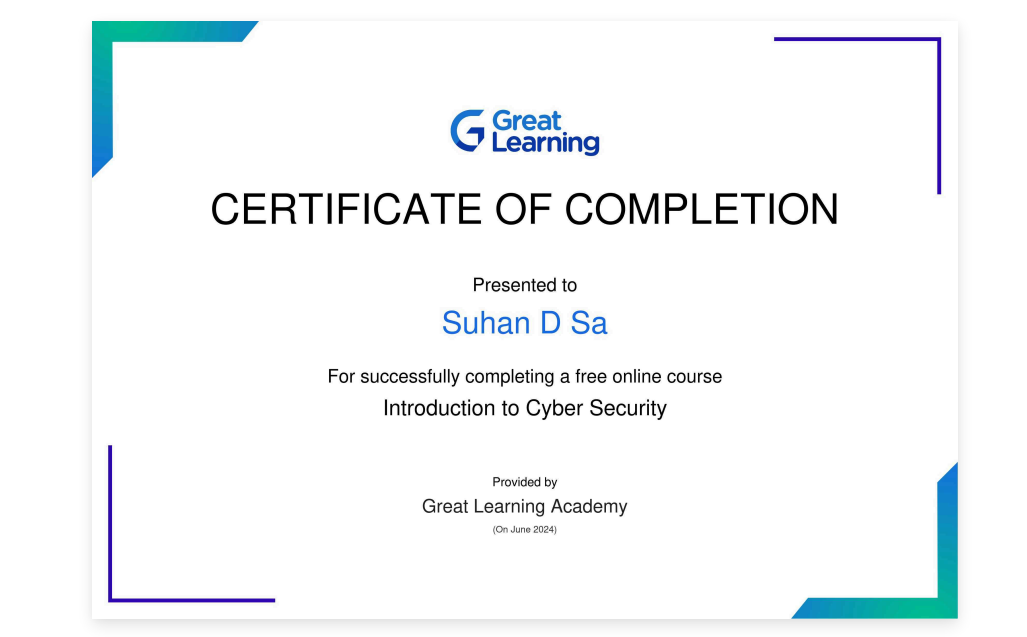 Great
Learning
CERTIFICATE OF COMPLETION
Presented to
Suhan D Sa
For successfully completing a free online course
Introduction to Cyber Security
Provided by
Great Learning Academy
(On June 2024)